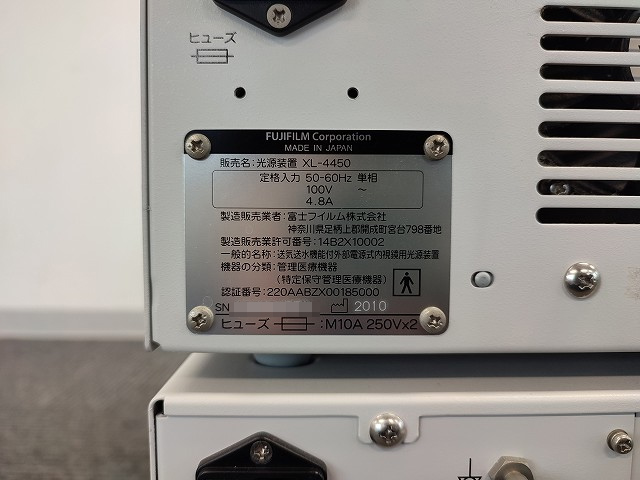 ヒューズ
FUJIFILM Corporation
MADE IN JAPAN
販売名:光源装置 XL-4450
定格入力 50-60Hz 単相
100V ~
4.8A
製造販売業者:富士フイルム株式会社
神奈川県足柄上郡開成町宮台798番地
製造販売業許可番号:14B2X10002
一般的名称:送気送水機能付外部電源式内視鏡用光源装置
機器の分類:管理医療機器
(特定保守管理医療機器)
認証番号:220AABZX00185000
SN 2010
ヒューズ :M10A 250V×2